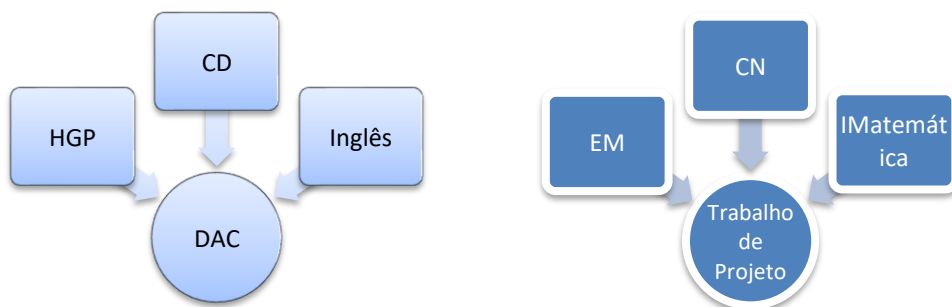 CD
HGP
Inglês
DAC
CN
EM
IMatemát
ica
Trabalho
de
Projeto